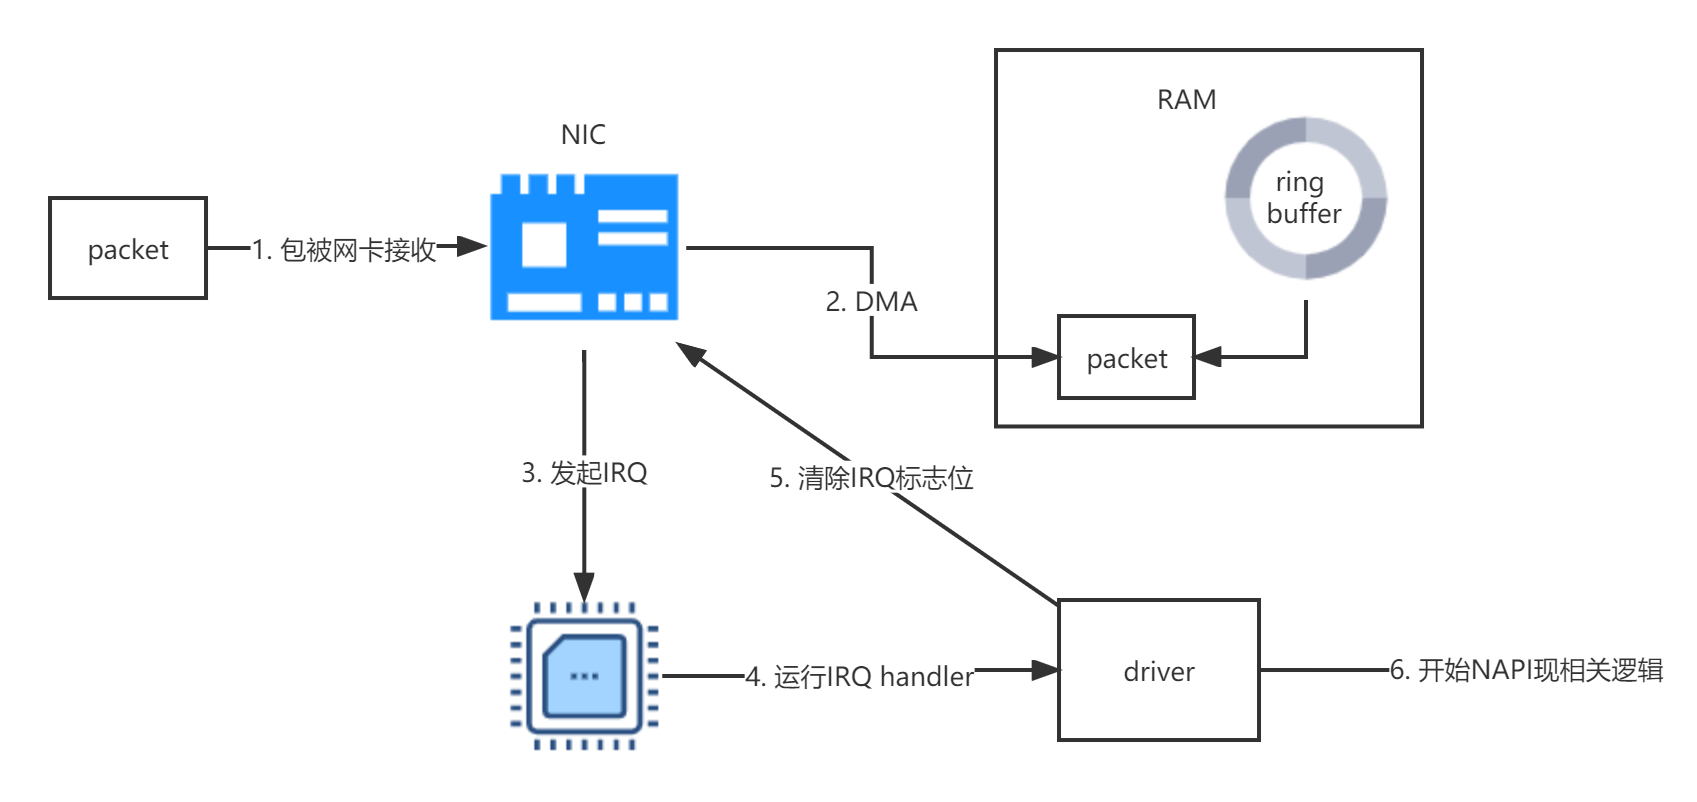 RAM
NIC
ring
buffer
packet
1. 包被网卡接收
2. DMA
packet
3. 发起IRQ
5. 清除IRQ标志位
4. 运行IRQ handler
driver
6. 开始NAPI现相关逻辑